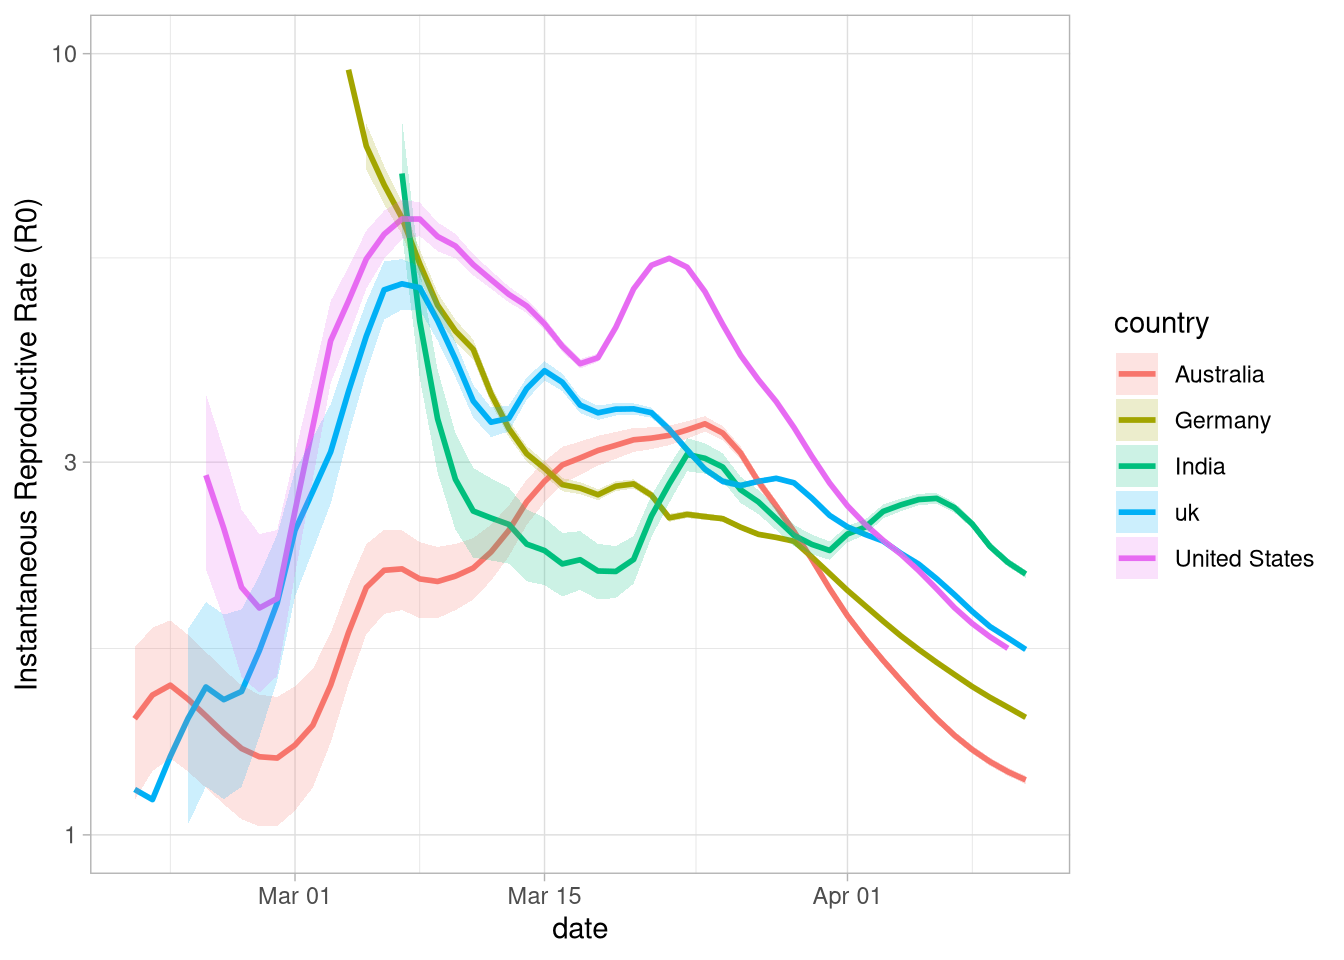 Instantaneous Reproductive Rate (R0)
10
3
1
Mar 01
Mar 15
Apr 01
date
country
Australia
Germany
India
uk
United States